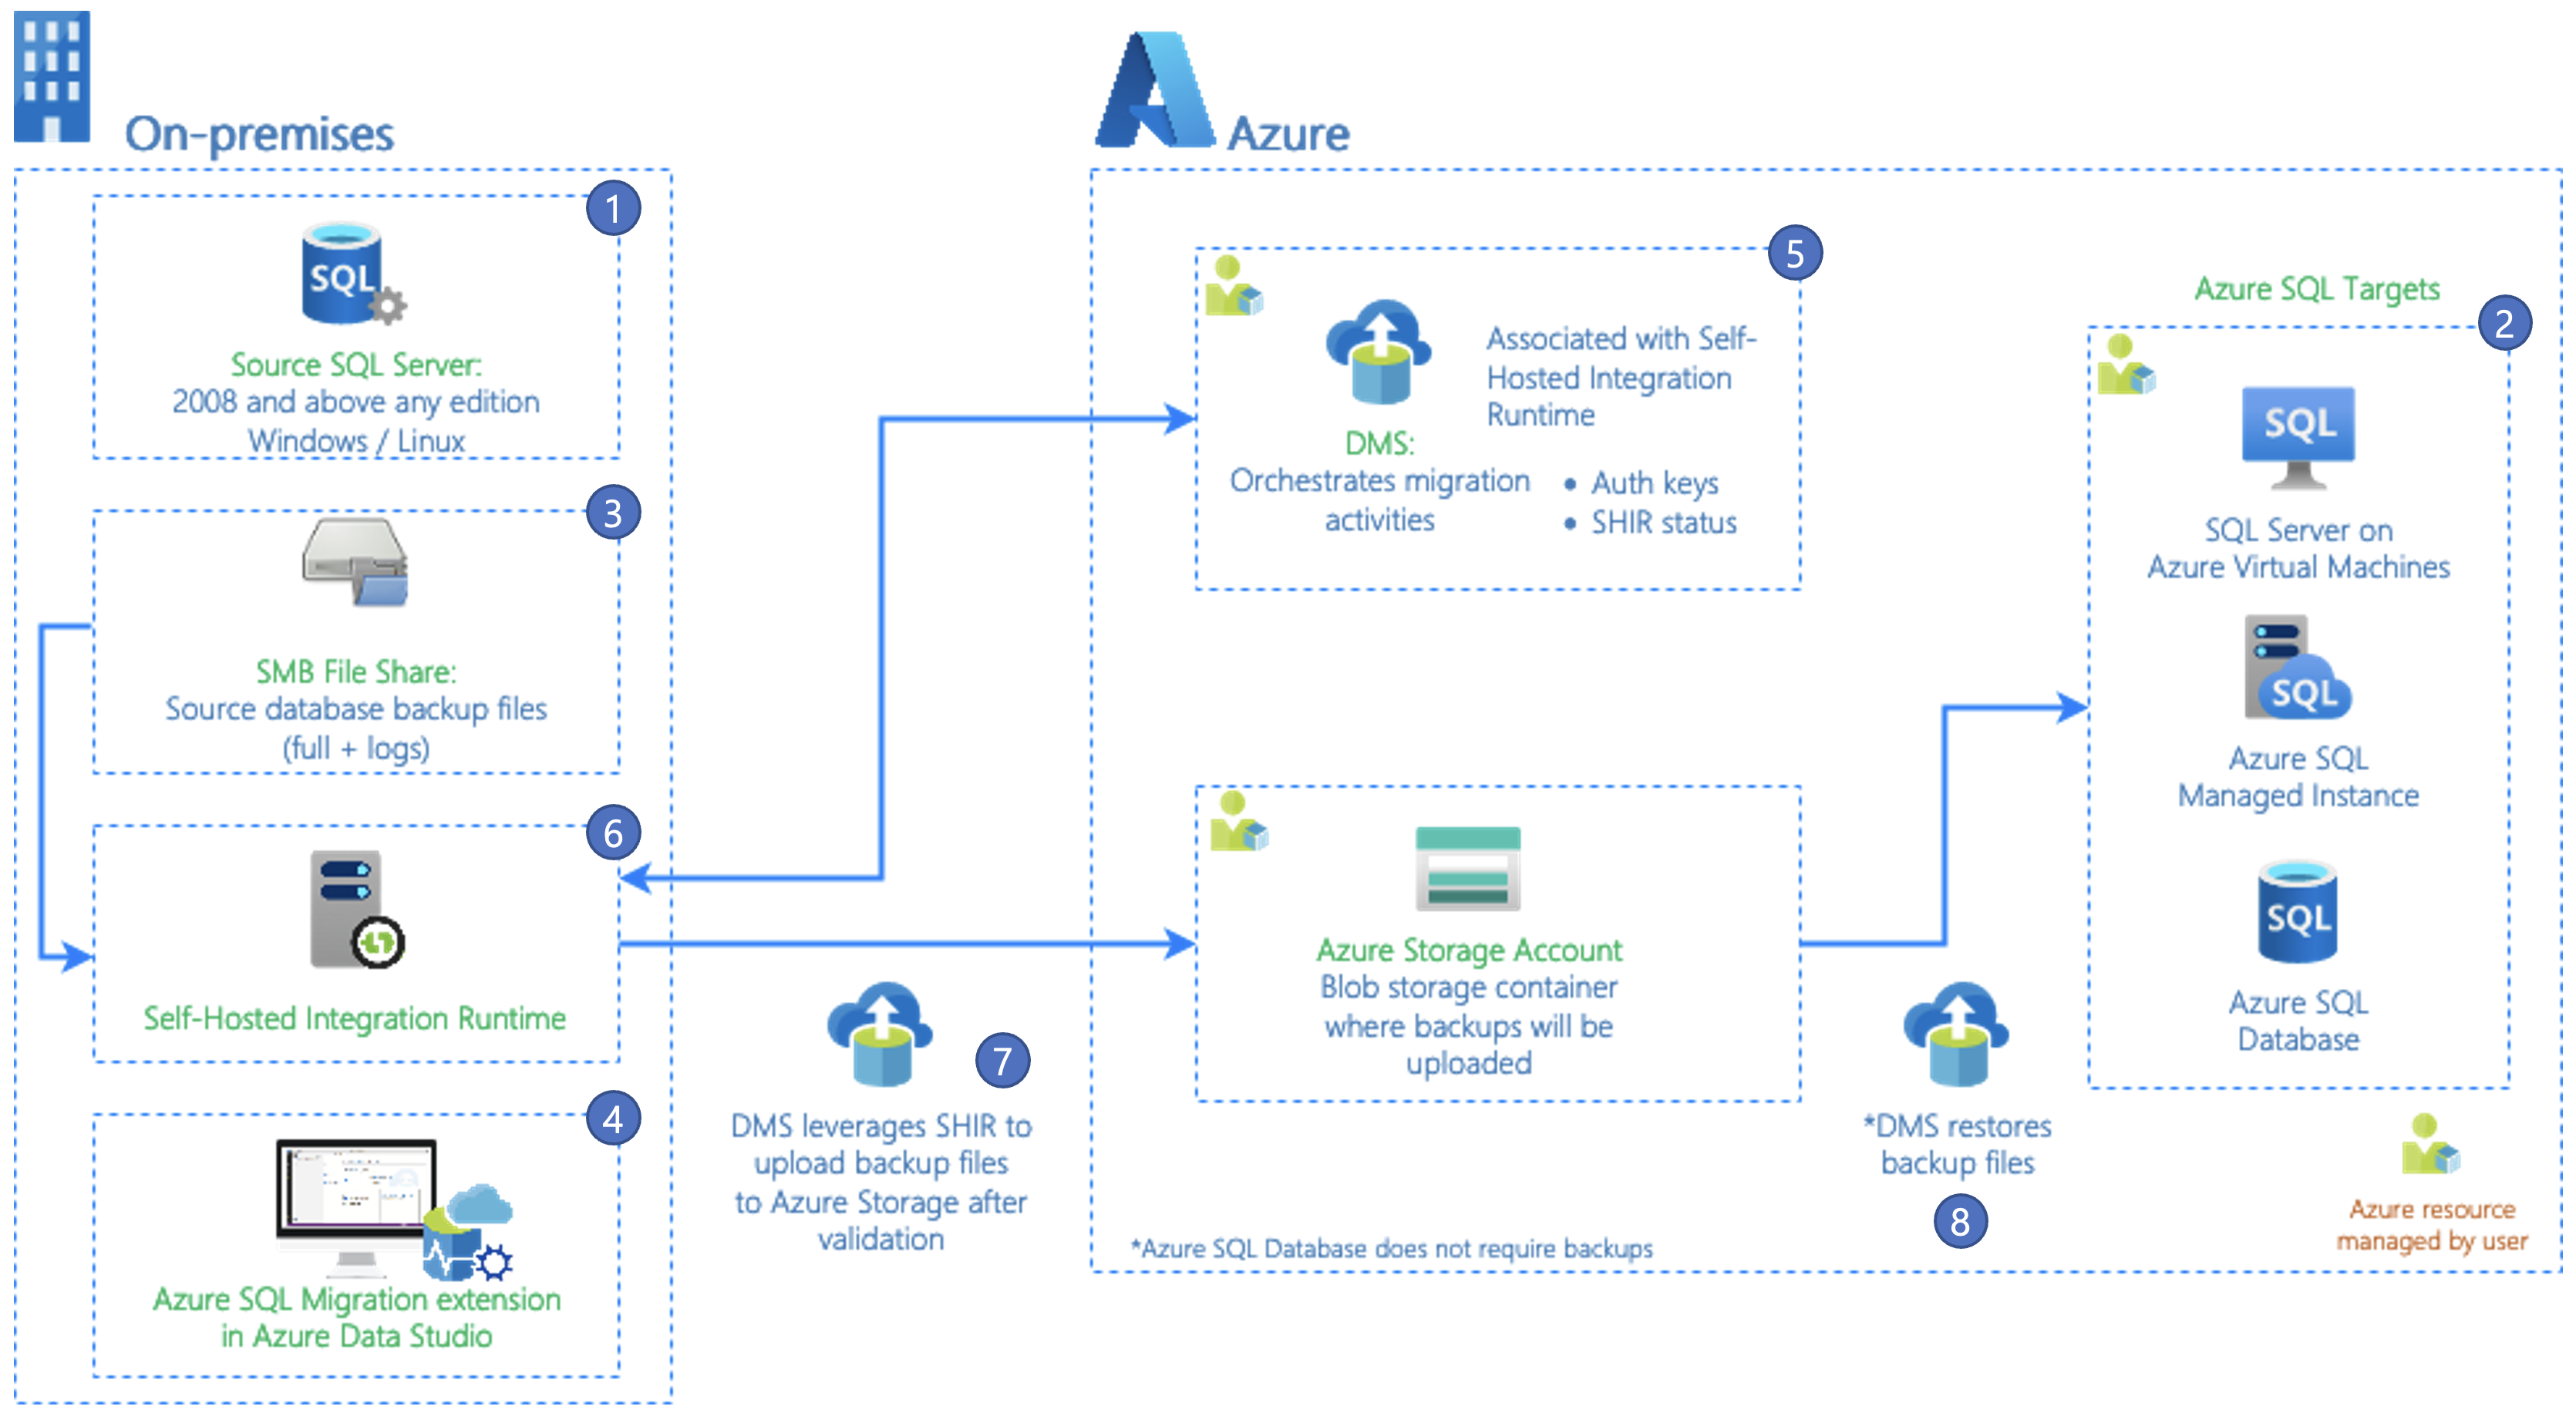 On-premises
1
SQL
Source SQL Server:
2008 and above any edition
Windows / Linux
3
SMB File Share:
Source database backup files
(full + logs)
6
Self-Hosted Integration Runtime
4
Azure SQL Migration extension
in Azure Data Studio
7
DMS leverages SHIR to
upload backup files
to Azure Storage after
validation
Azure
5
Associated with Self-
Hosted Integration
Runtime
DMS:
Orchestrates migration
activities
• Auth keys
• SHIR status
Azure Storage Account
Blob storage container
where backups will be
uploaded
*DMS restores
backup files
8
*Azure SQL Database does not require backups
Azure SQL Targets
2
SQL
SQL Server on
Azure Virtual Machines
SQL
Azure SQL
Managed Instance
SQL
Azure SQL
Database
Azure resource
managed by user